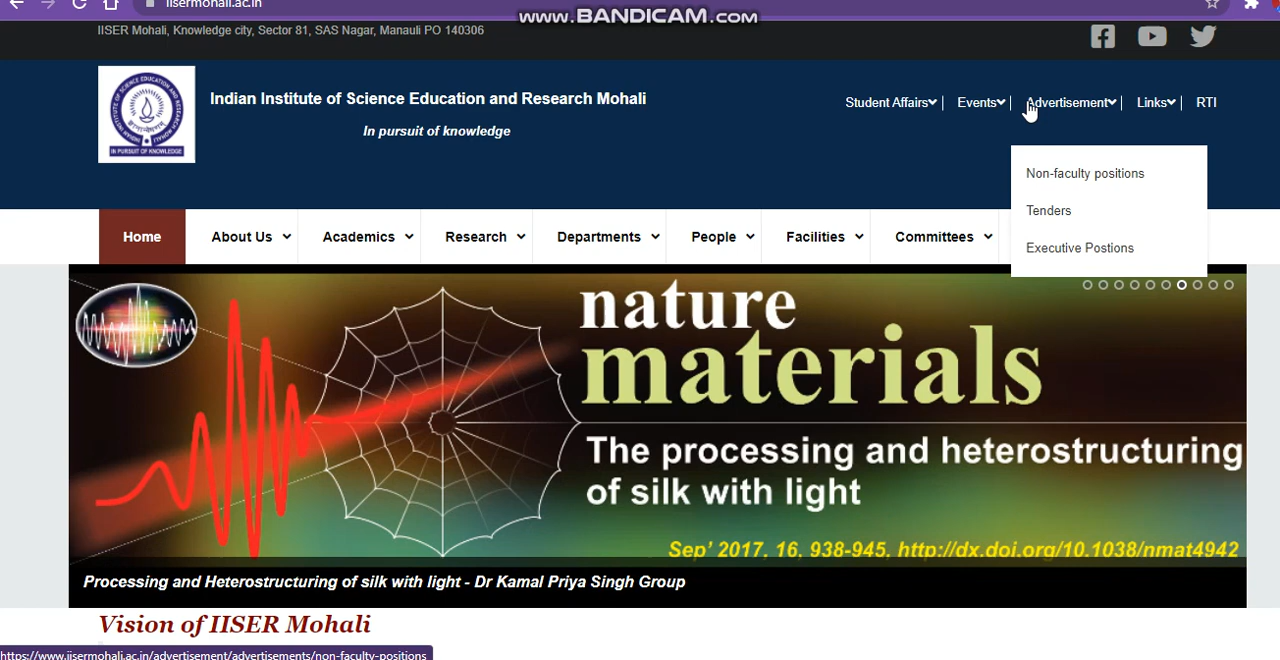 iisermohali.ac.in
www.BANDICAM.com
IISER Mohali, Knowledge city, Sector 81, SAS Nagar, Manauli PO 140306
Indian Institute of Science Education and Research Mohali
In pursuit of knowledge
IN PURSUIT OF KNOWLEDGE
Student Affairs | Events | Advertisement | Links | RTI
Non-faculty positions
Tenders
Executive Postions
Home About Us Academics Research Departments People Facilities Committees
nature
materials
The processing and heterostructuring
of silk with light
Sep' 2017, 16, 938-945, http://dx.doi.org/10.1038/nmat4942
Processing and Heterostructuring of silk with light - Dr Kamal Priya Singh Group
Vision of IISER Mohali
https://www.iisermohali.ac.in/advertisement/advertisements/non-faculty-positions